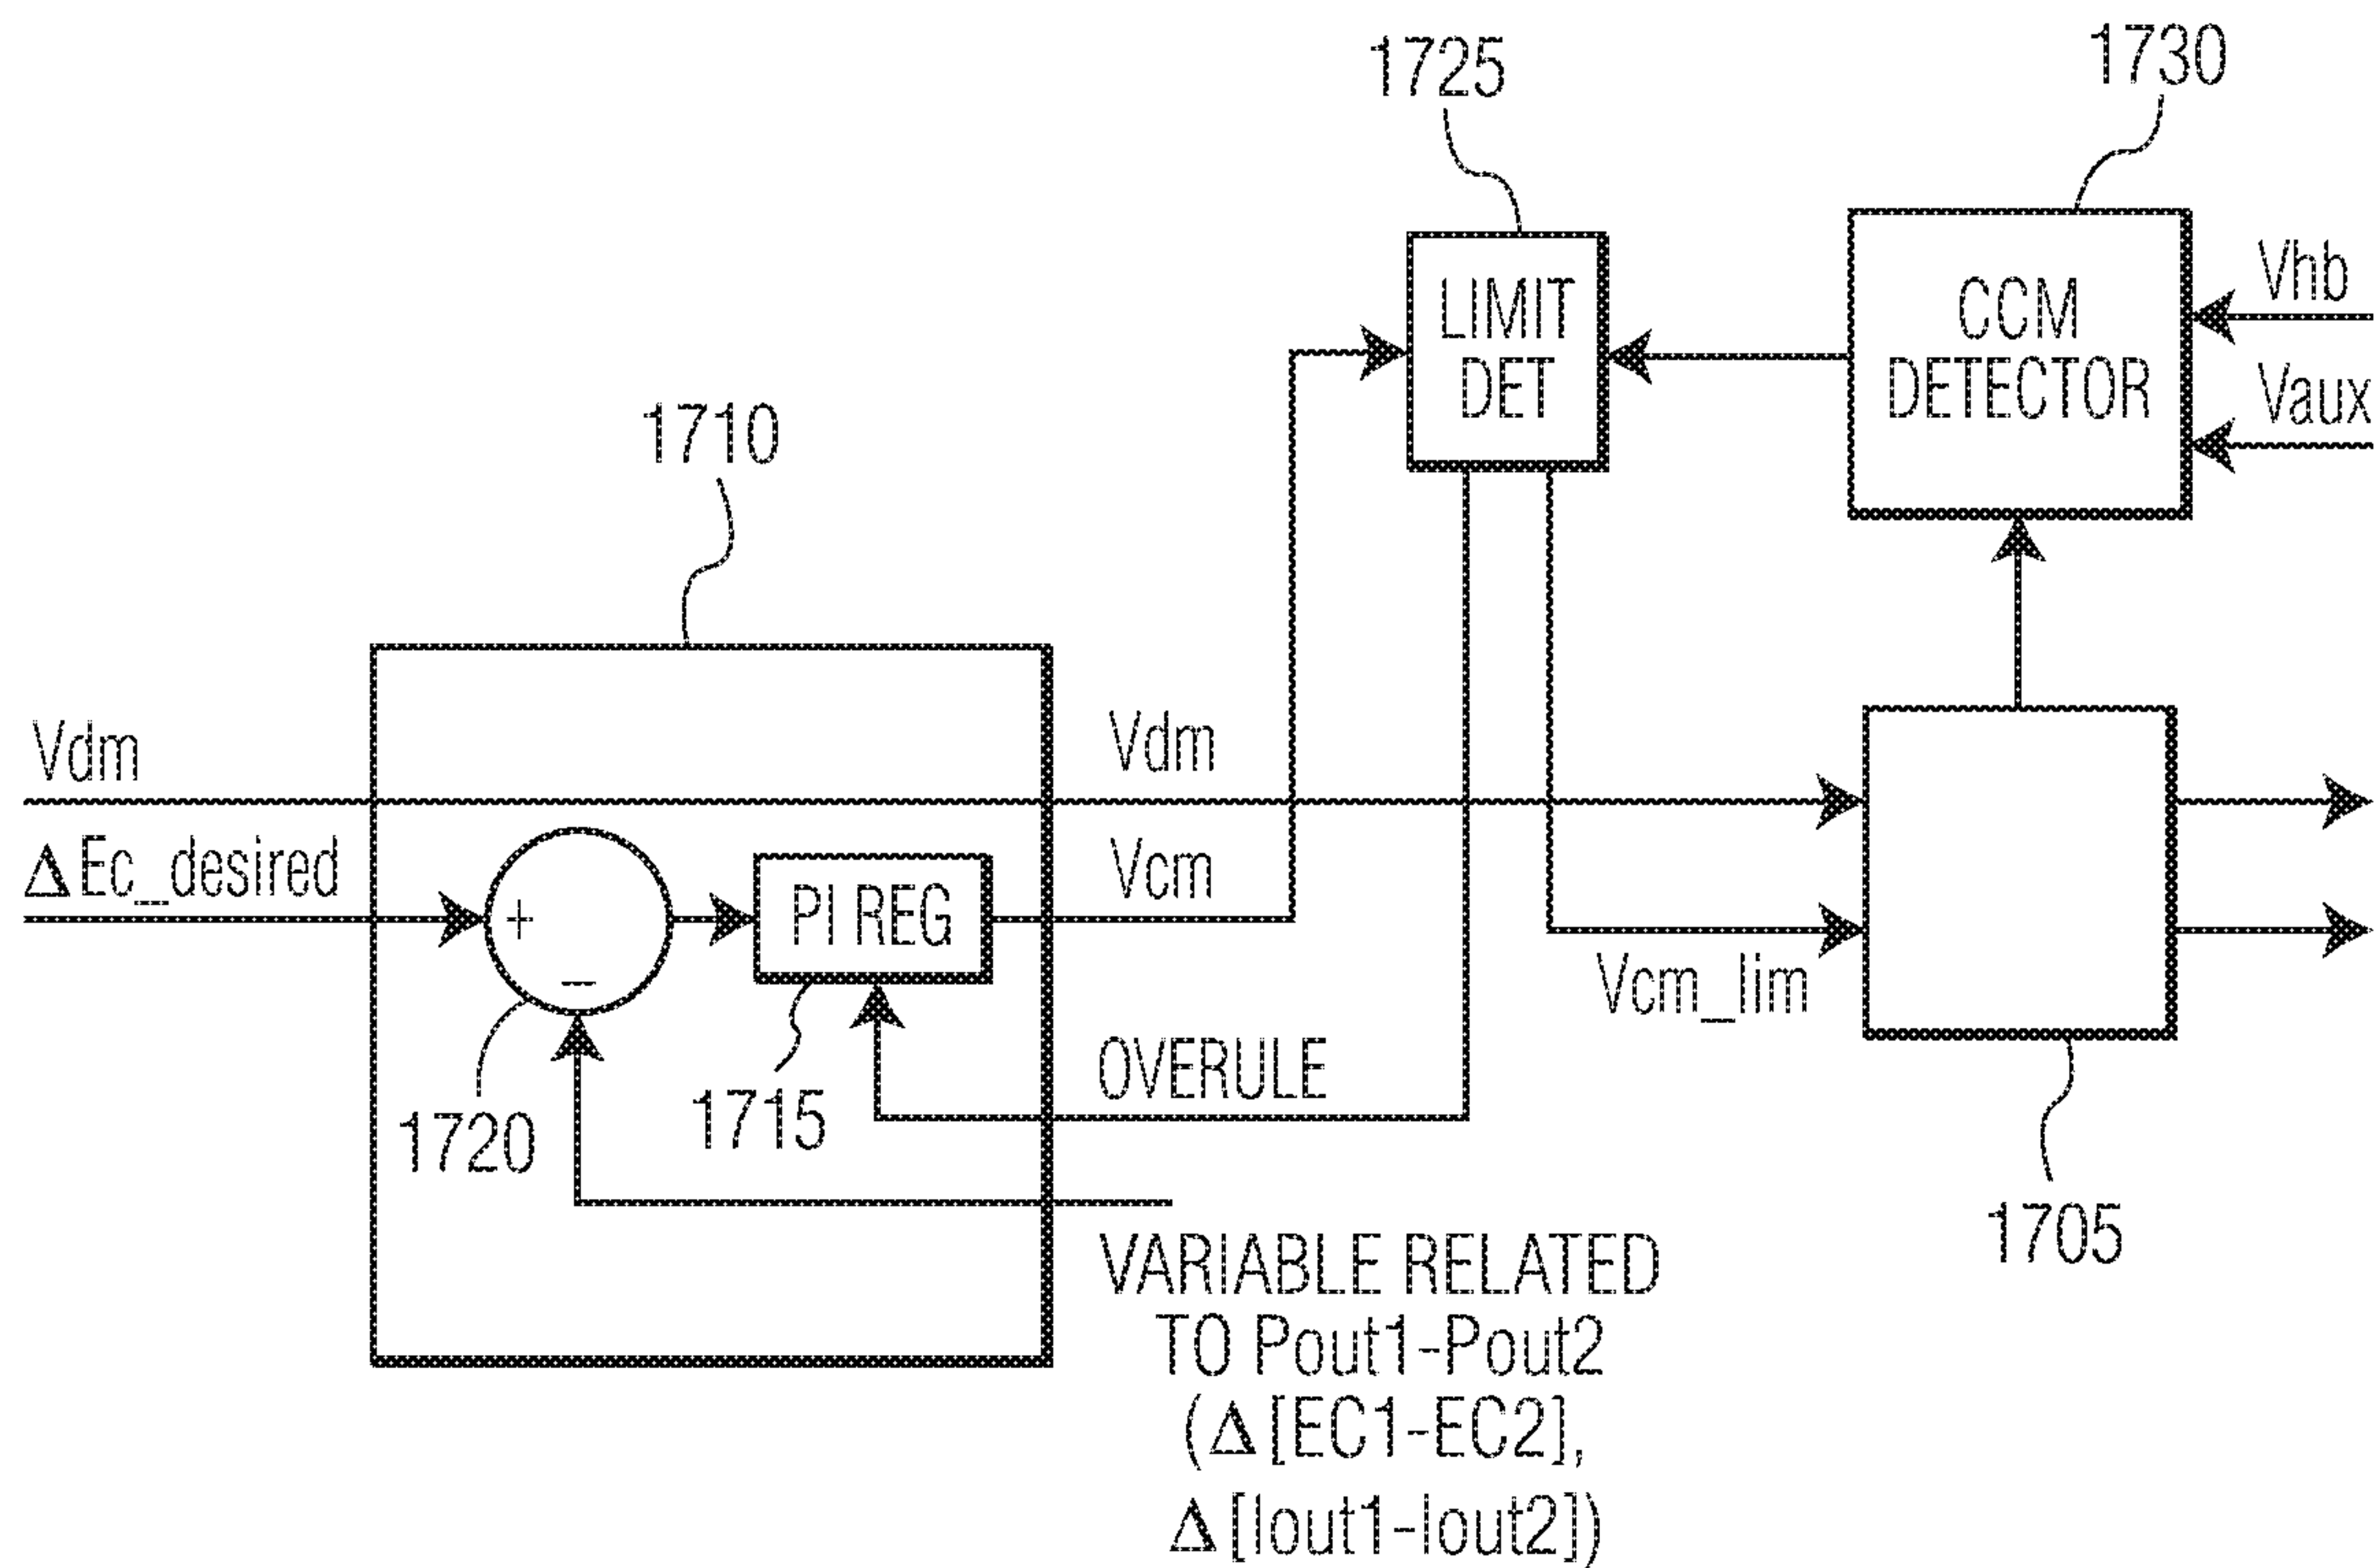 1725
1730
LIMIT
DET
CCM
DETECTOR
Vhb
Vaux
1710
Vdm
ΔEc_desired
+
−
PI REG
Vdm
Vcm
Vcm_lim
OVERULE
1720
1715
1705
VARIABLE RELATED
TO Pout1-Pout2
(Δ[EC1-EC2],
Δ[Iout1-Iout2])